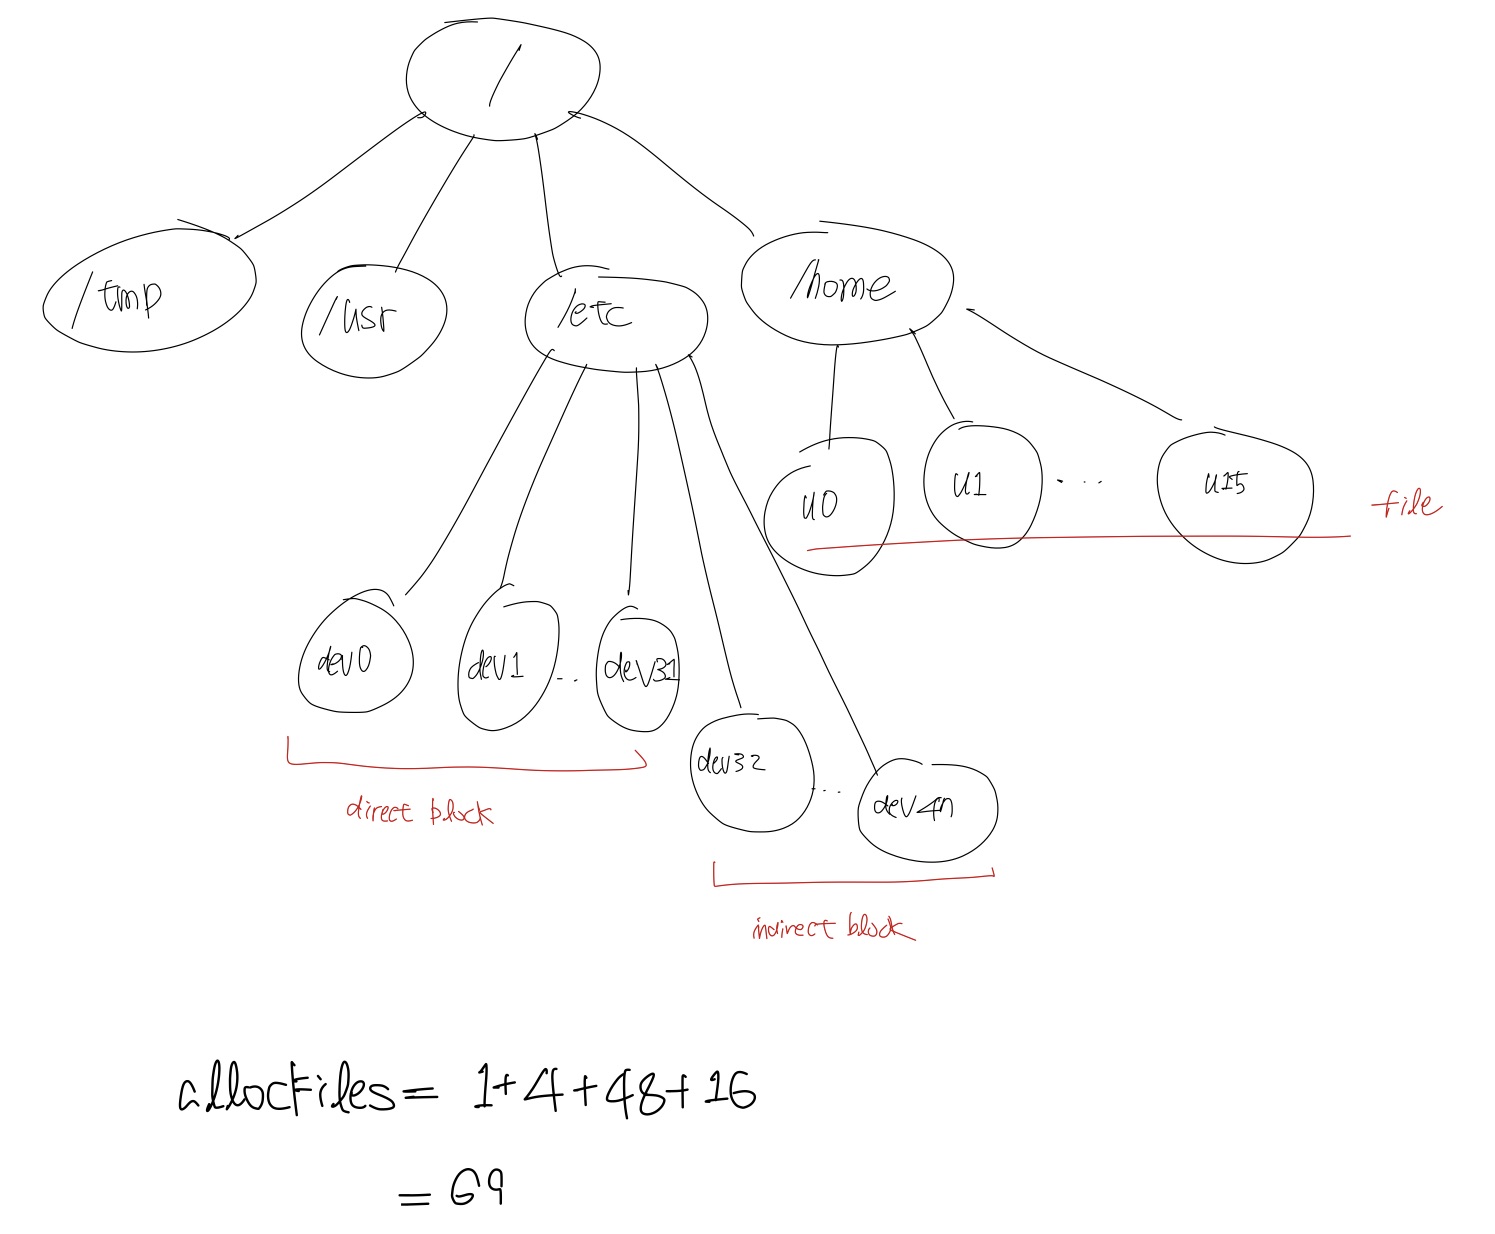 /
/tmp
/usr
/etc
/home
u0
u1
...
u15
file
dev0
dev1
..
dev31
dev32
...
direct block
indirect block
allocfiles = 1+4+48+16
= 69